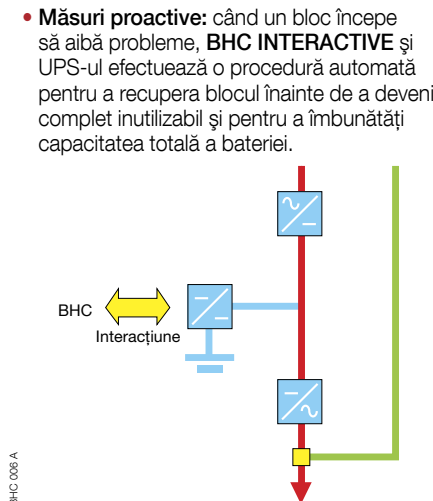 • Măsuri proactive: când un bloc începe
să aibă probleme, BHC INTERACTIVE şi
UPS-ul efectuează o procedură automată
pentru a recupera blocul înainte de a deveni
complet inutilizabil şi pentru a îmbunătăţi
capacitatea totală a bateriei.
BHC
Interacţiune
BHC 006 A